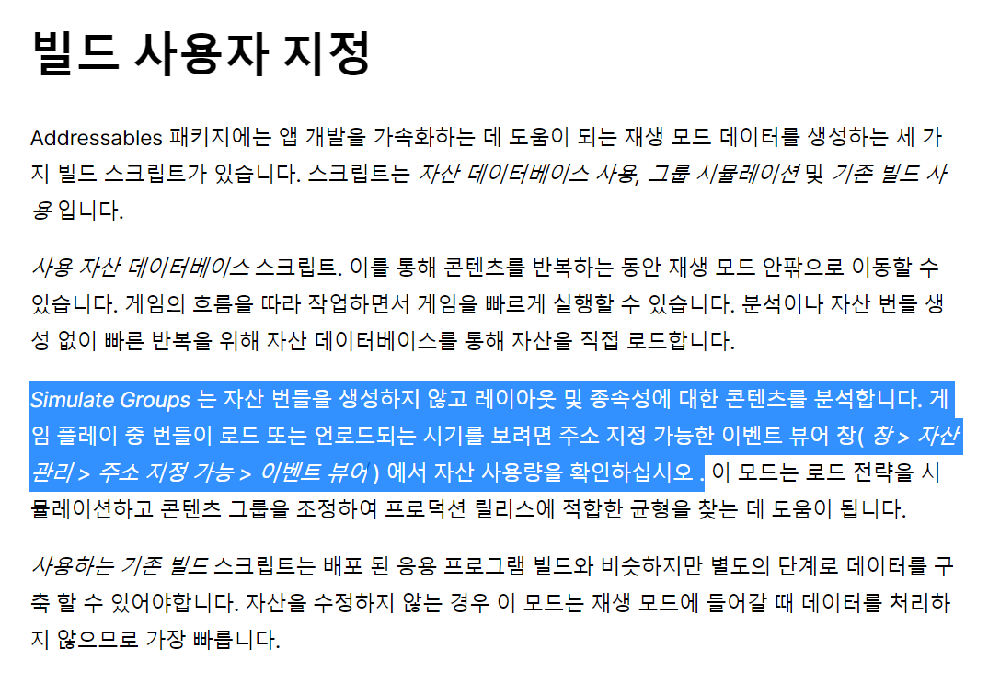 빌드 사용자 지정
Addressables 패키지에는 앱 개발을 가속화하는 데 도움이 되는 재생 모드 데이터를 생성하는 세 가
지 빌드 스크립트가 있습니다. 스크립트는 자산 데이터베이스 사용, 그룹 시뮬레이션 및 기존 빌드 사
용 입니다.
사용 자산 데이터베이스 스크립트. 이를 통해 콘텐츠를 반복하는 동안 재생 모드 안팎으로 이동할 수
있습니다. 게임의 흐름을 따라 작업하면서 게임을 빠르게 실행할 수 있습니다. 분석이나 자산 번들 생
성 없이 빠른 반복을 위해 자산 데이터베이스를 통해 자산을 직접 로드합니다.
Simulate Groups 는 자산 번들을 생성하지 않고 레이아웃 및 종속성에 대한 콘텐츠를 분석합니다. 게
임 플레이 중 번들이 로드 또는 언로드되는 시기를 보려면 주소 지정 가능한 이벤트 뷰어 창( 창 > 자산
관리 > 주소 지정 가능 > 이벤트 뷰어 ) 에서 자산 사용량을 확인하십시오 . 이 모드는 로드 전략을 시
뮬레이션하고 콘텐츠 그룹을 조정하여 프로덕션 릴리스에 적합한 균형을 찾는 데 도움이 됩니다.
사용하는 기존 빌드 스크립트는 배포 된 응용 프로그램 빌드와 비슷하지만 별도의 단계로 데이터를 구
축 할 수 있어야합니다. 자산을 수정하지 않는 경우 이 모드는 재생 모드에 들어갈 때 데이터를 처리하
지 않으므로 가장 빠릅니다.